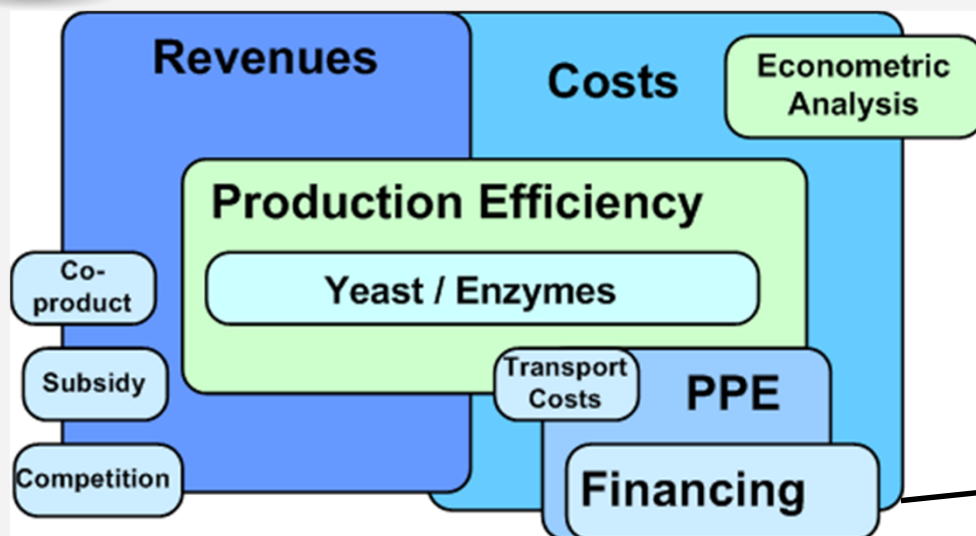 Revenues
Costs
Econometric
Analysis
Production Efficiency
Yeast / Enzymes
Co-
product
Subsidy
Transport
Costs
PPE
Competition
Financing